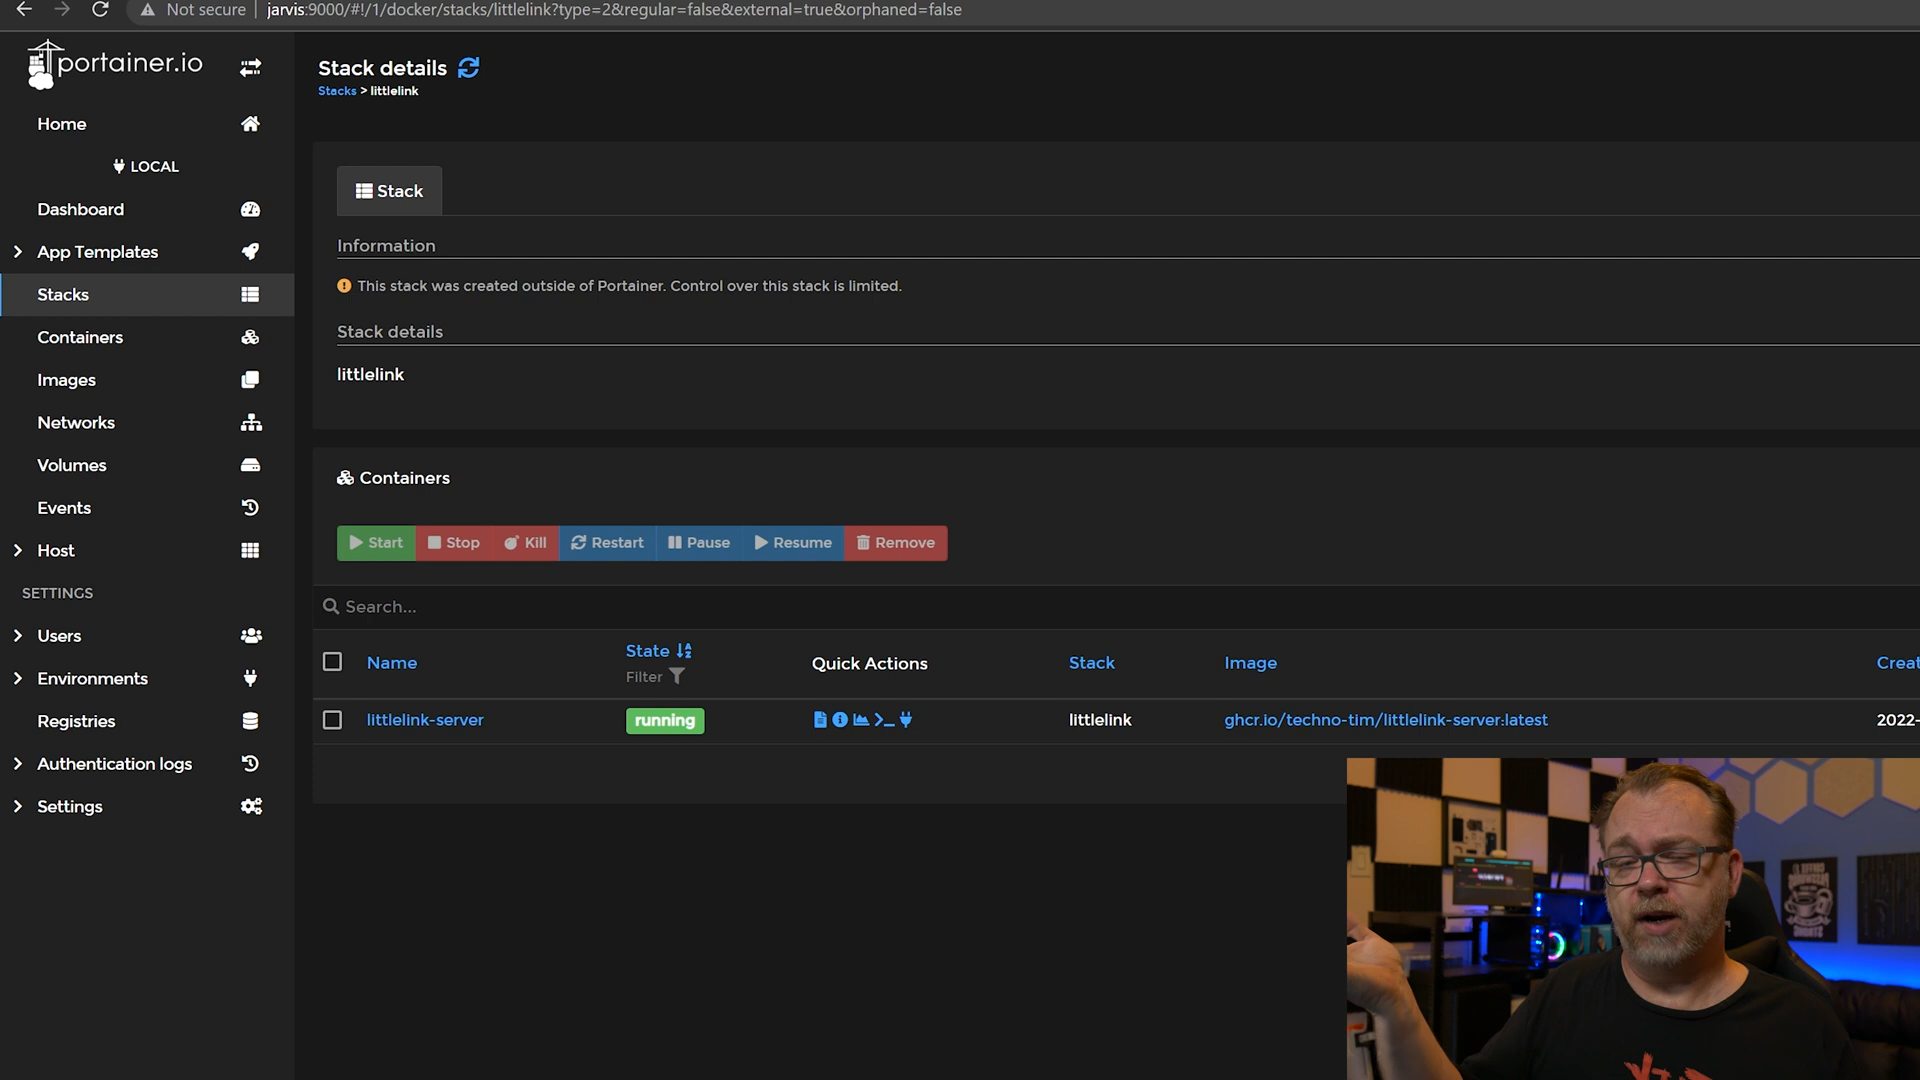 Not secure | jarvis:9000/#!/1/docker/stacks/littlelink?type=2&regular=false&external=true&orphaned=false
portainer.io
Home
LOCAL
Dashboard
App Templates
Stacks
Containers
Images
Networks
Volumes
Events
Host
SETTINGS
Users
Environments
Registries
Authentication logs
Settings
Stack details
Stacks > littlelink
Stack
Information
This stack was created outside of Portainer. Control over this stack is limited.
Stack details
littlelink
Containers
Start Stop Kill Restart Pause Resume Remove
Search...
Name State Filter Quick Actions Stack Image Creat
littlelink-server running littlelink ghcr.io/techno-tim/littlelink-server:latest 2022-